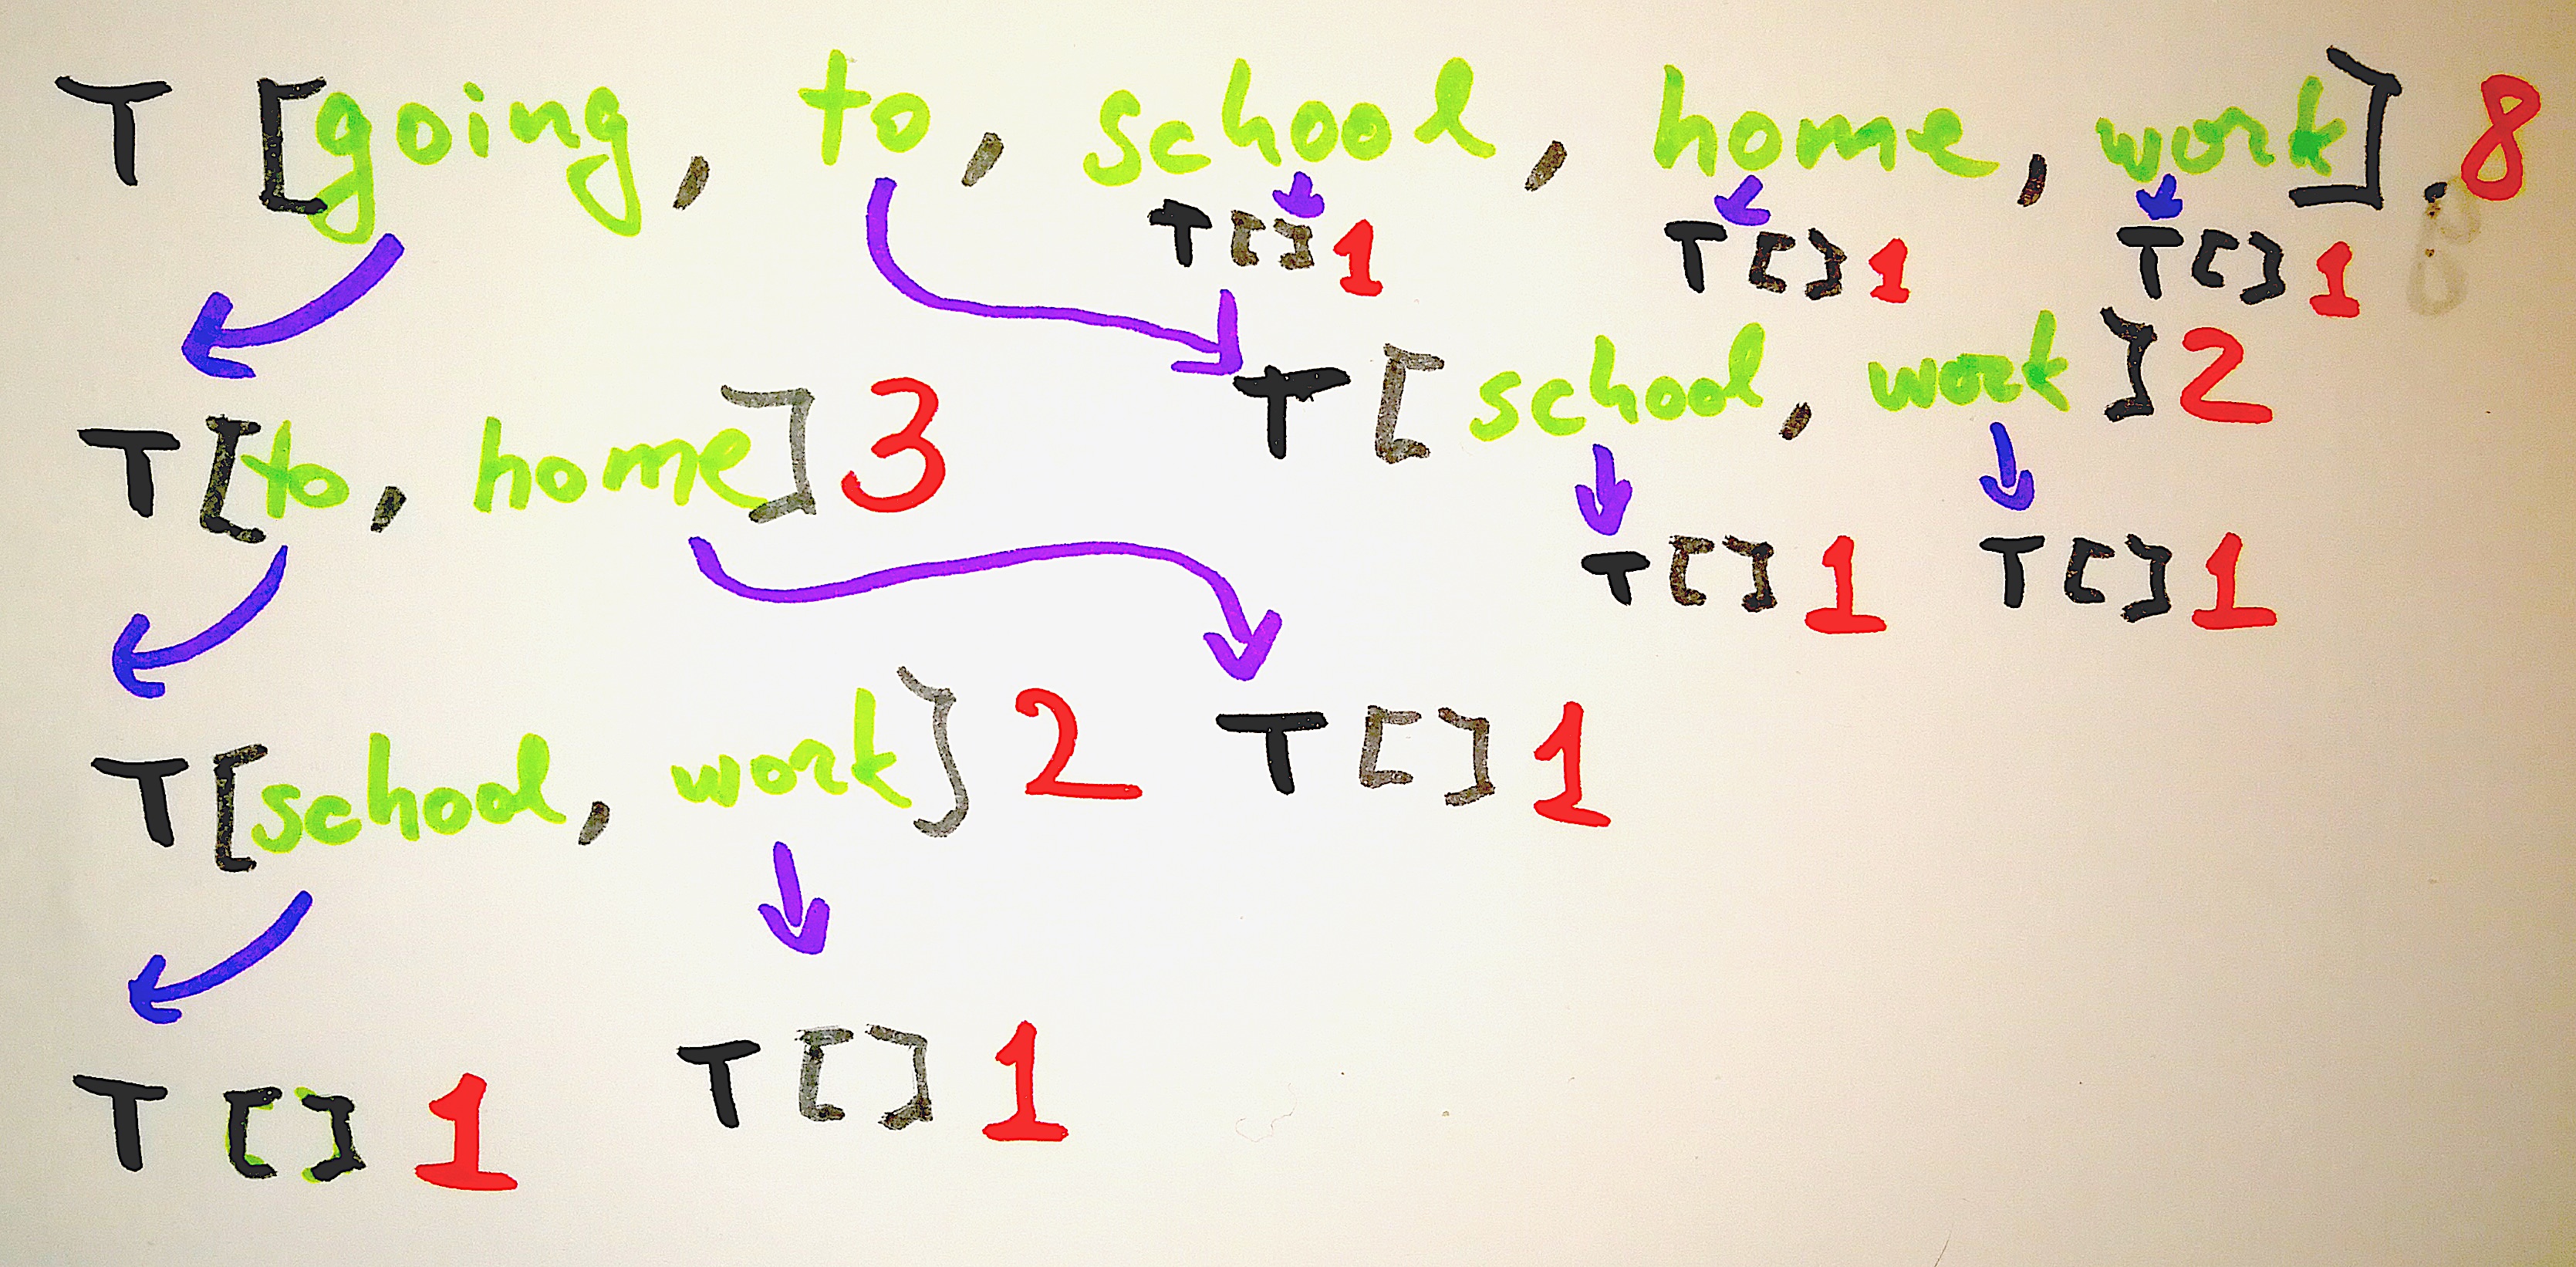 T [going, to, school, home, work]. 8
T[]1 T[]1 T[]1
T[school, work]2
T[to, home]3
T[]1 T[]1
T[school, work]2 T[]1
T[]1 T[]1